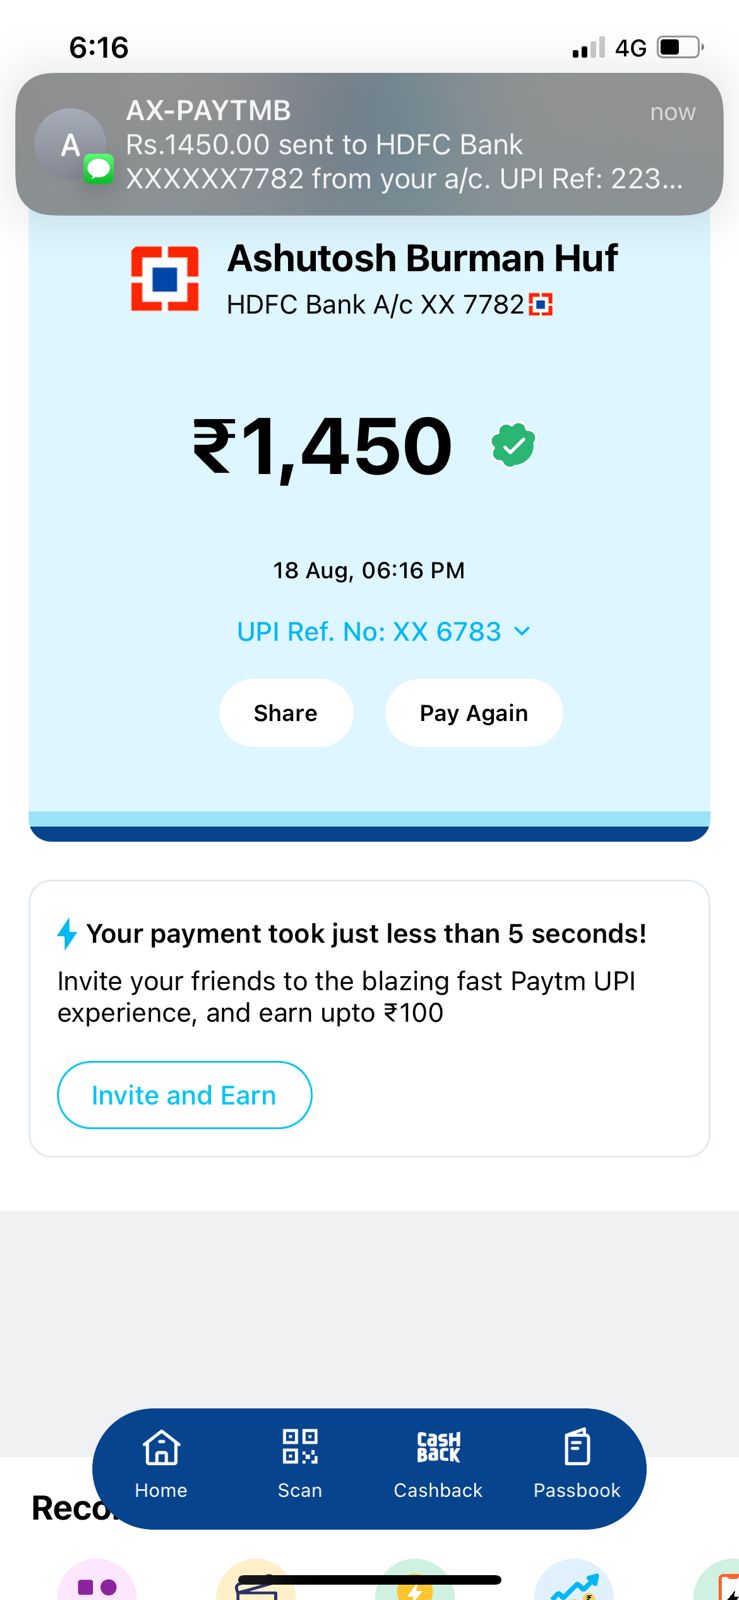 6:16
4G
AX-PAYTMB
now
A
Rs.1450.00 sent to HDFC Bank
XXXXXX7782 from your a/c. UPI Ref: 223...
Ashutosh Burman Huf
HDFC Bank A/c XX 7782
₹1,450
18 Aug, 06:16 PM
UPI Ref. No: XX 6783
Share
Pay Again
Your payment took just less than 5 seconds!
Invite your friends to the blazing fast Paytm UPI
experience, and earn upto ₹100
Invite and Earn
CASH
BACK
Home
Scan
Cashback
Passbook